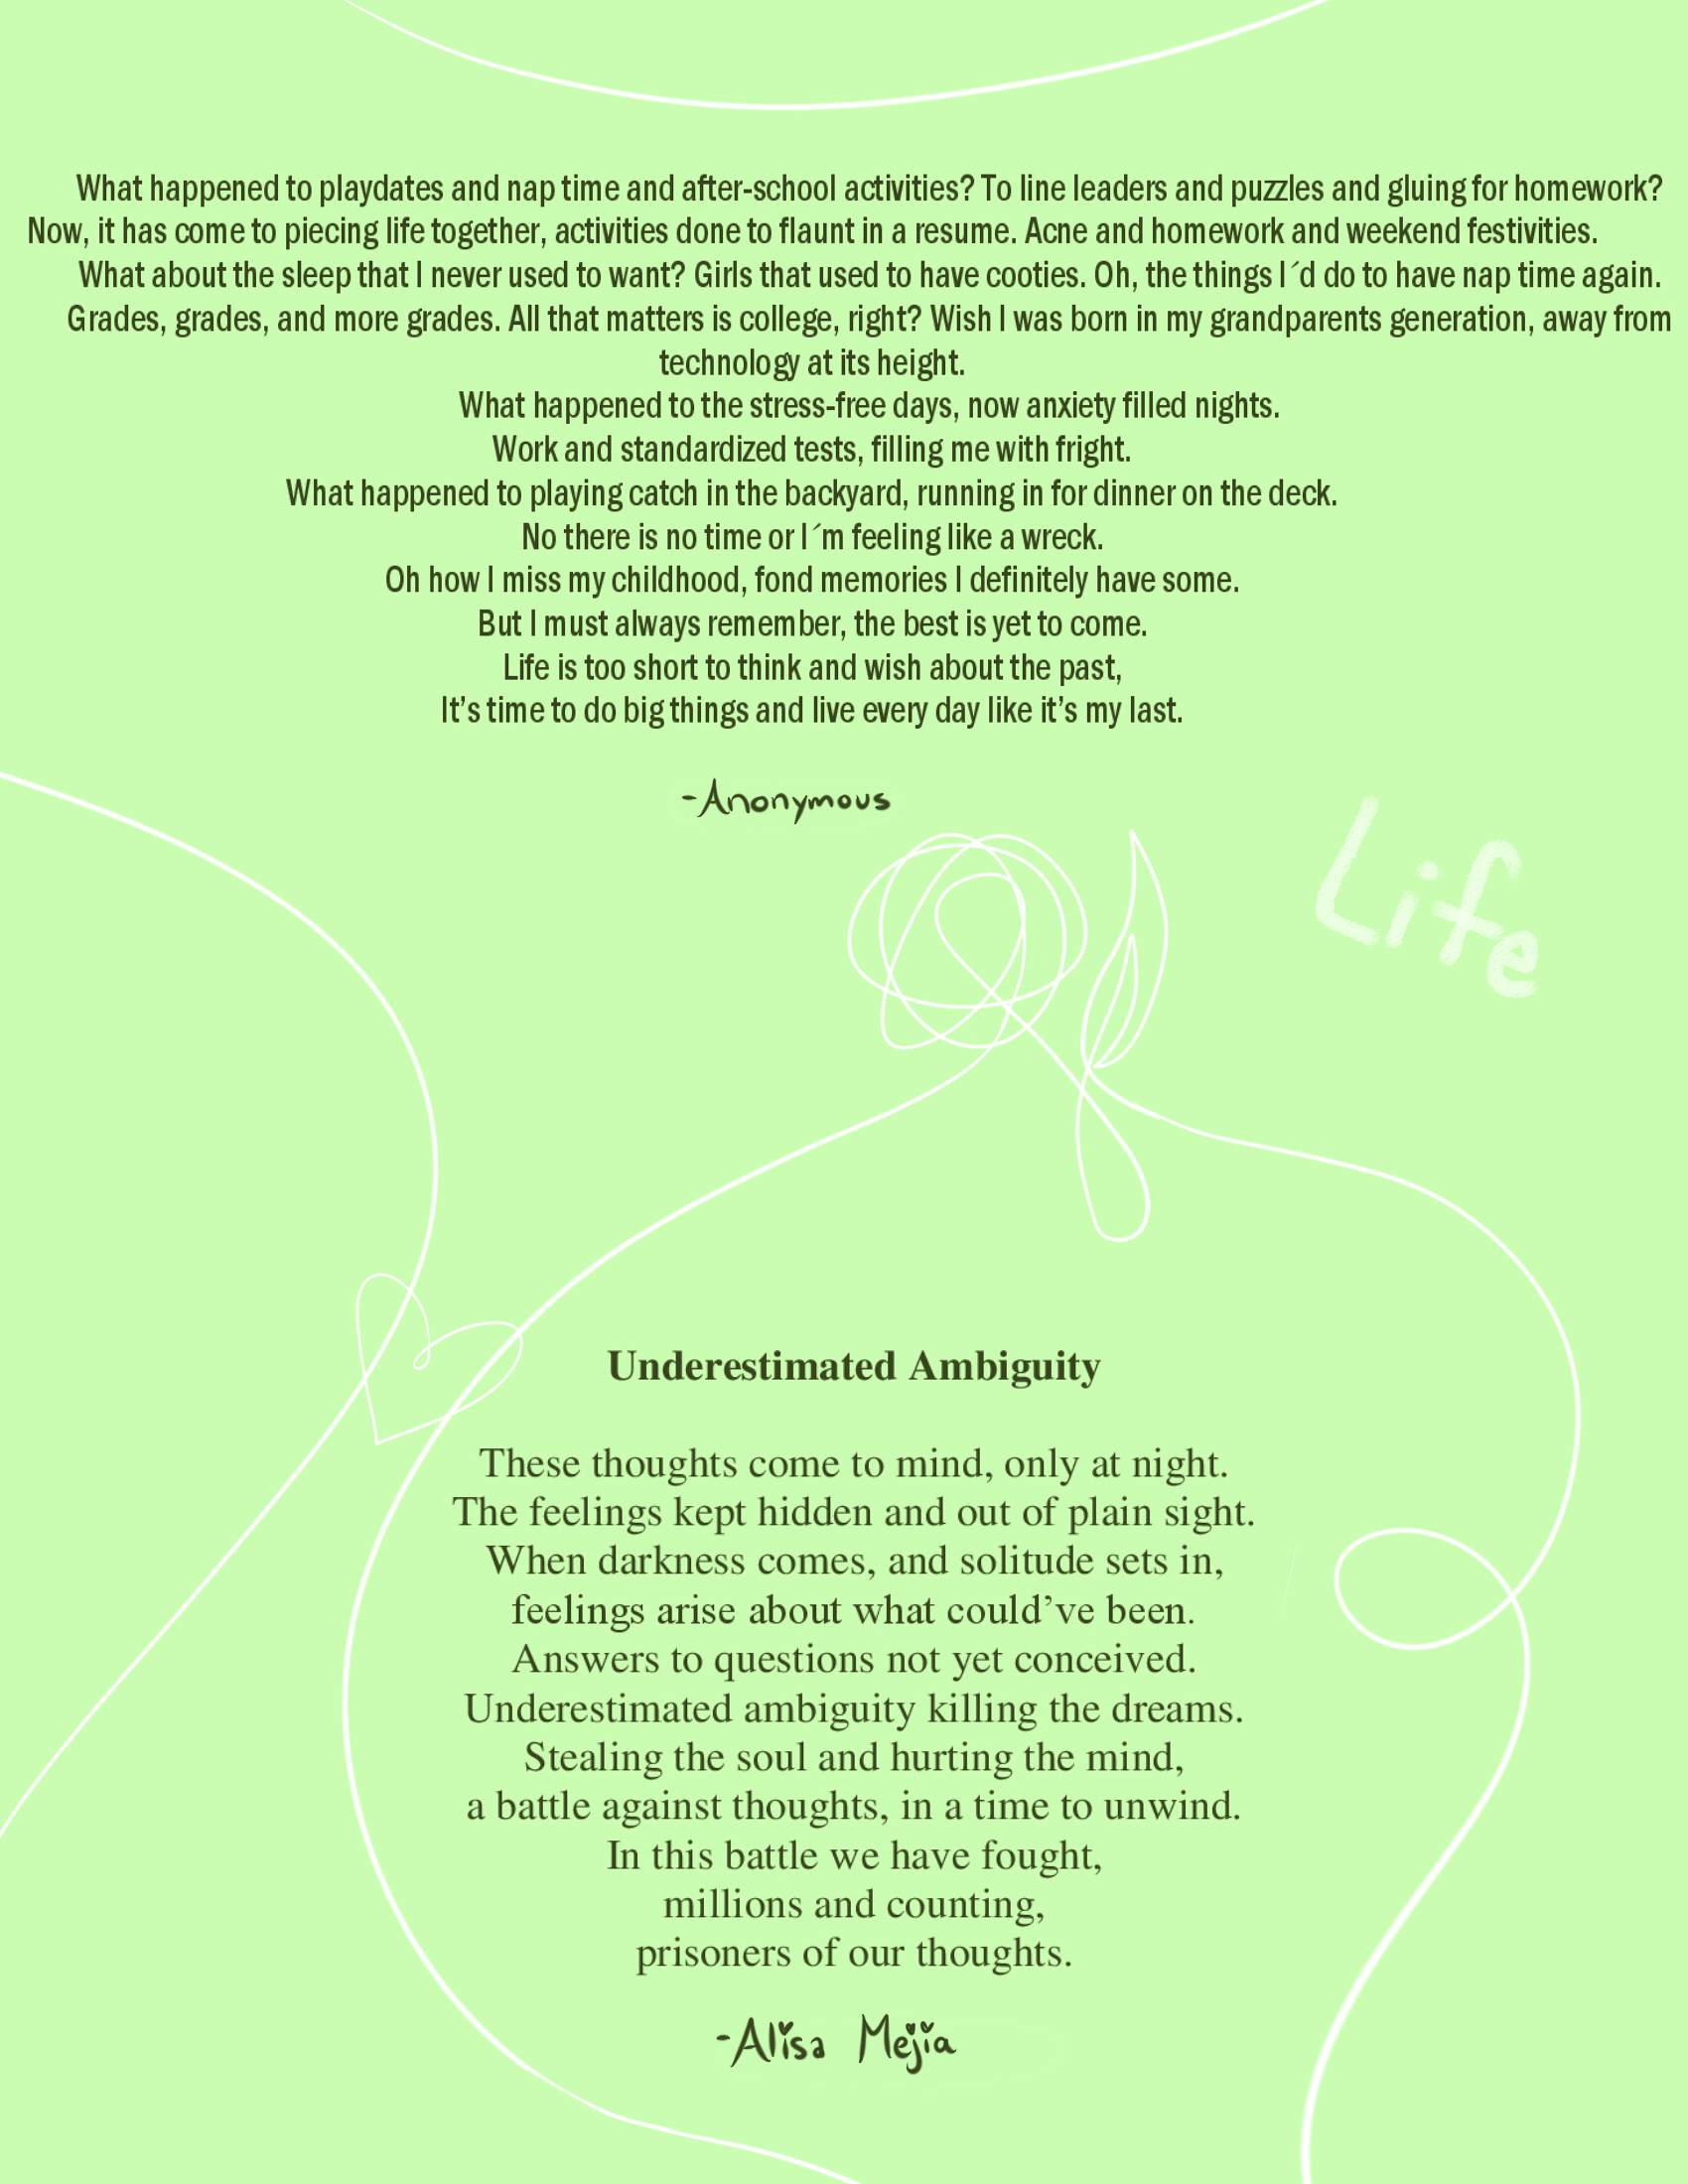 What happened to playdates and nap time and after-school activities? To line leaders and puzzles and gluing for homework?
Now, it has come to piecing life together, activities done to flaunt in a resume. Acne and homework and weekend festivities.
What about the sleep that I never used to want? Girls that used to have cooties. Oh, the things I´d do to have nap time again.
Grades, grades, and more grades. All that matters is college, right? Wish I was born in my grandparents generation, away from
technology at its height.
What happened to the stress-free days, now anxiety filled nights.
Work and standardized tests, filling me with fright.
What happened to playing catch in the backyard, running in for dinner on the deck.
No there is no time or I´m feeling like a wreck.
Oh how I miss my childhood, fond memories I definitely have some.
But I must always remember, the best is yet to come.
Life is too short to think and wish about the past,
It’s time to do big things and live every day like it’s my last.
-Anonymous
Life
Underestimated Ambiguity
These thoughts come to mind, only at night.
The feelings kept hidden and out of plain sight.
When darkness comes, and solitude sets in,
feelings arise about what could’ve been.
Answers to questions not yet conceived.
Underestimated ambiguity killing the dreams.
Stealing the soul and hurting the mind,
a battle against thoughts, in a time to unwind.
In this battle we have fought,
millions and counting,
prisoners of our thoughts.
-Alisa Mejia